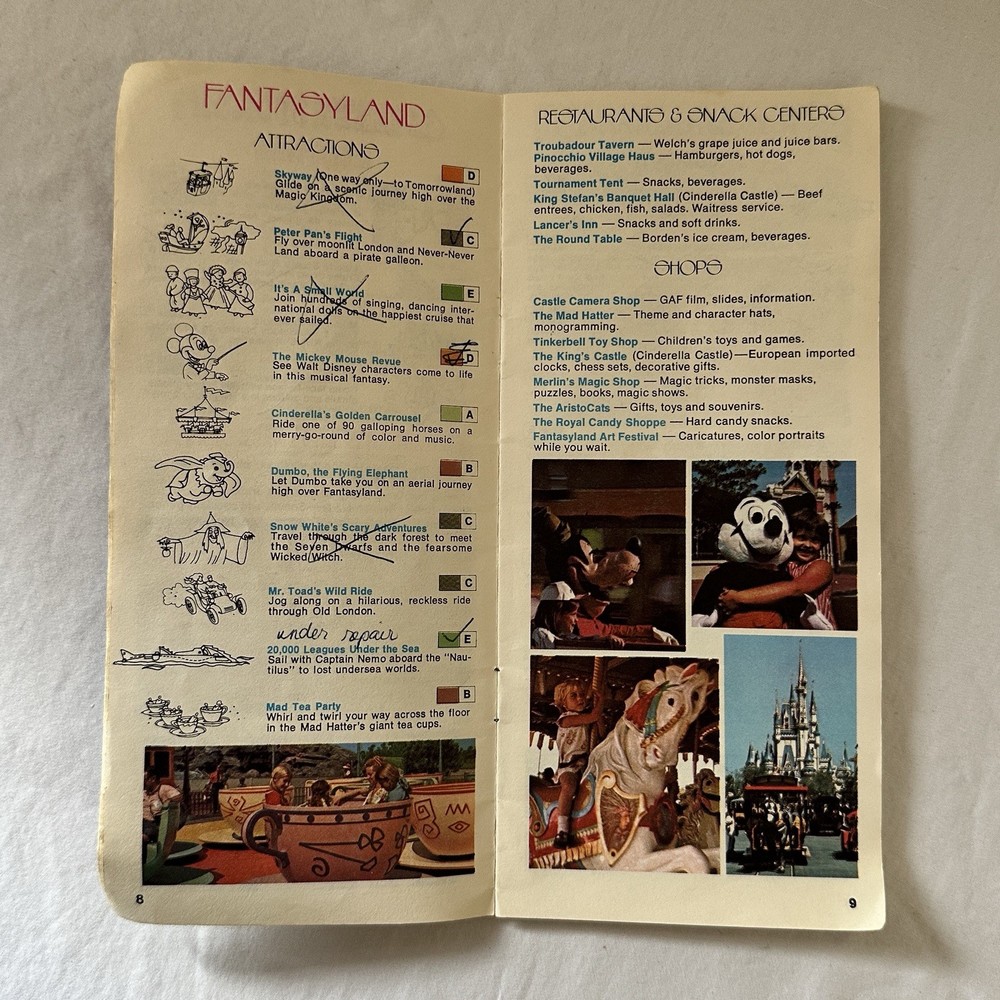 FANTASYLAND
ATTRACTIONS
Skyway (One way only—to Tomorrowland) D
Glide on a scenic journey high over the
Magic Kingdom.
Peter Pan's Flight C
Fly over moonlit London and Never-Never
Land aboard a pirate galleon.
It's A Small World E
Join hundreds of singing, dancing inter-
national dolls on the happiest cruise that
ever sailed.
The Mickey Mouse Revue D
See Walt Disney characters come to life
in this musical fantasy.
Cinderella's Golden Carrousel A
Ride one of 90 galloping horses on a
merry-go-round of color and music.
Dumbo, the Flying Elephant B
Let Dumbo take you on an aerial journey
high over Fantasyland.
Snow White's Scary Adventures C
Travel through the dark forest to meet
the Seven Dwarfs and the fearsome
Wicked Witch.
Mr. Toad's Wild Ride C
Jog along on a hilarious, reckless ride
through Old London.
under repair
20,000 Leagues Under the Sea E
Sail with Captain Nemo aboard the "Nau-
tilus" to lost undersea worlds.
Mad Tea Party B
Whirl and twirl your way across the floor
in the Mad Hatter's giant tea cups.
8
RESTAURANTS & SNACK CENTERS
Troubadour Tavern — Welch's grape juice and juice bars.
Pinocchio Village Haus — Hamburgers, hot dogs,
beverages.
Tournament Tent — Snacks, beverages.
King Stefan's Banquet Hall (Cinderella Castle) — Beef
entrees, chicken, fish, salads. Waitress service.
Lancer's Inn — Snacks and soft drinks.
The Round Table — Borden's ice cream, beverages.
SHOPS
Castle Camera Shop — GAF film, slides, information.
The Mad Hatter — Theme and character hats,
monogramming.
Tinkerbell Toy Shop — Children's toys and games.
The King's Castle (Cinderella Castle)—European imported
clocks, chess sets, decorative gifts.
Merlin's Magic Shop — Magic tricks, monster masks,
puzzles, books, magic shows.
The AristoCats — Gifts, toys and souvenirs.
The Royal Candy Shoppe — Hard candy snacks.
Fantasyland Art Festival — Caricatures, color portraits
while you wait.
9